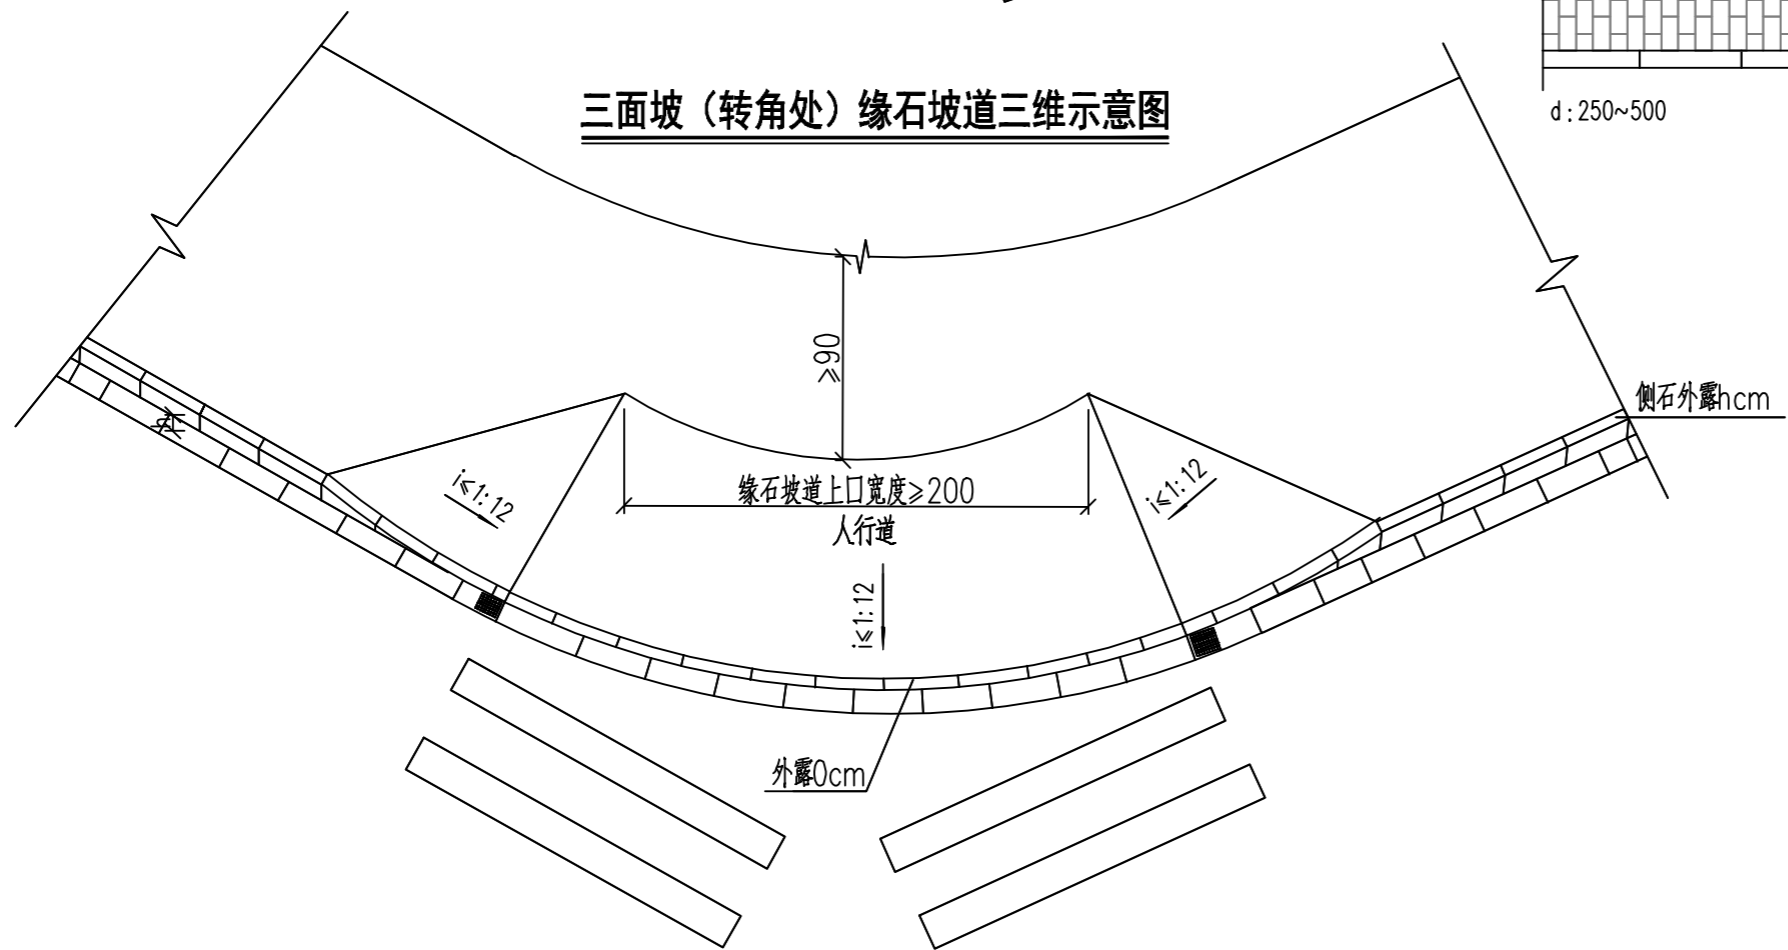 三面坡（转角处）缘石坡道三维示意图
d:250~500
≥90
侧石外露hcm
i≤1:12
缘石坡道上口宽度≥200
i≤1:12
人行道
i≤1:12
外露0cm